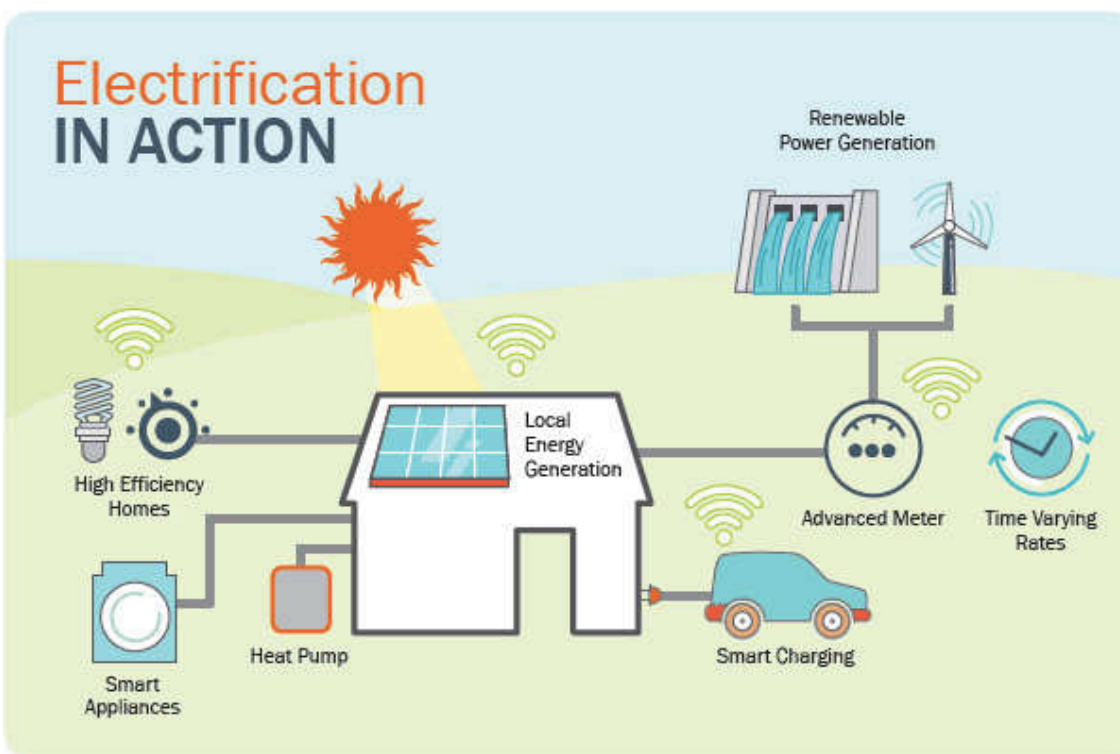 Electrification
IN ACTION
Renewable
Power Generation
Local
Energy
Generation
High Efficiency
Homes
Advanced Meter
Time Varying
Rates
Heat Pump
Smart Charging
Smart
Appliances